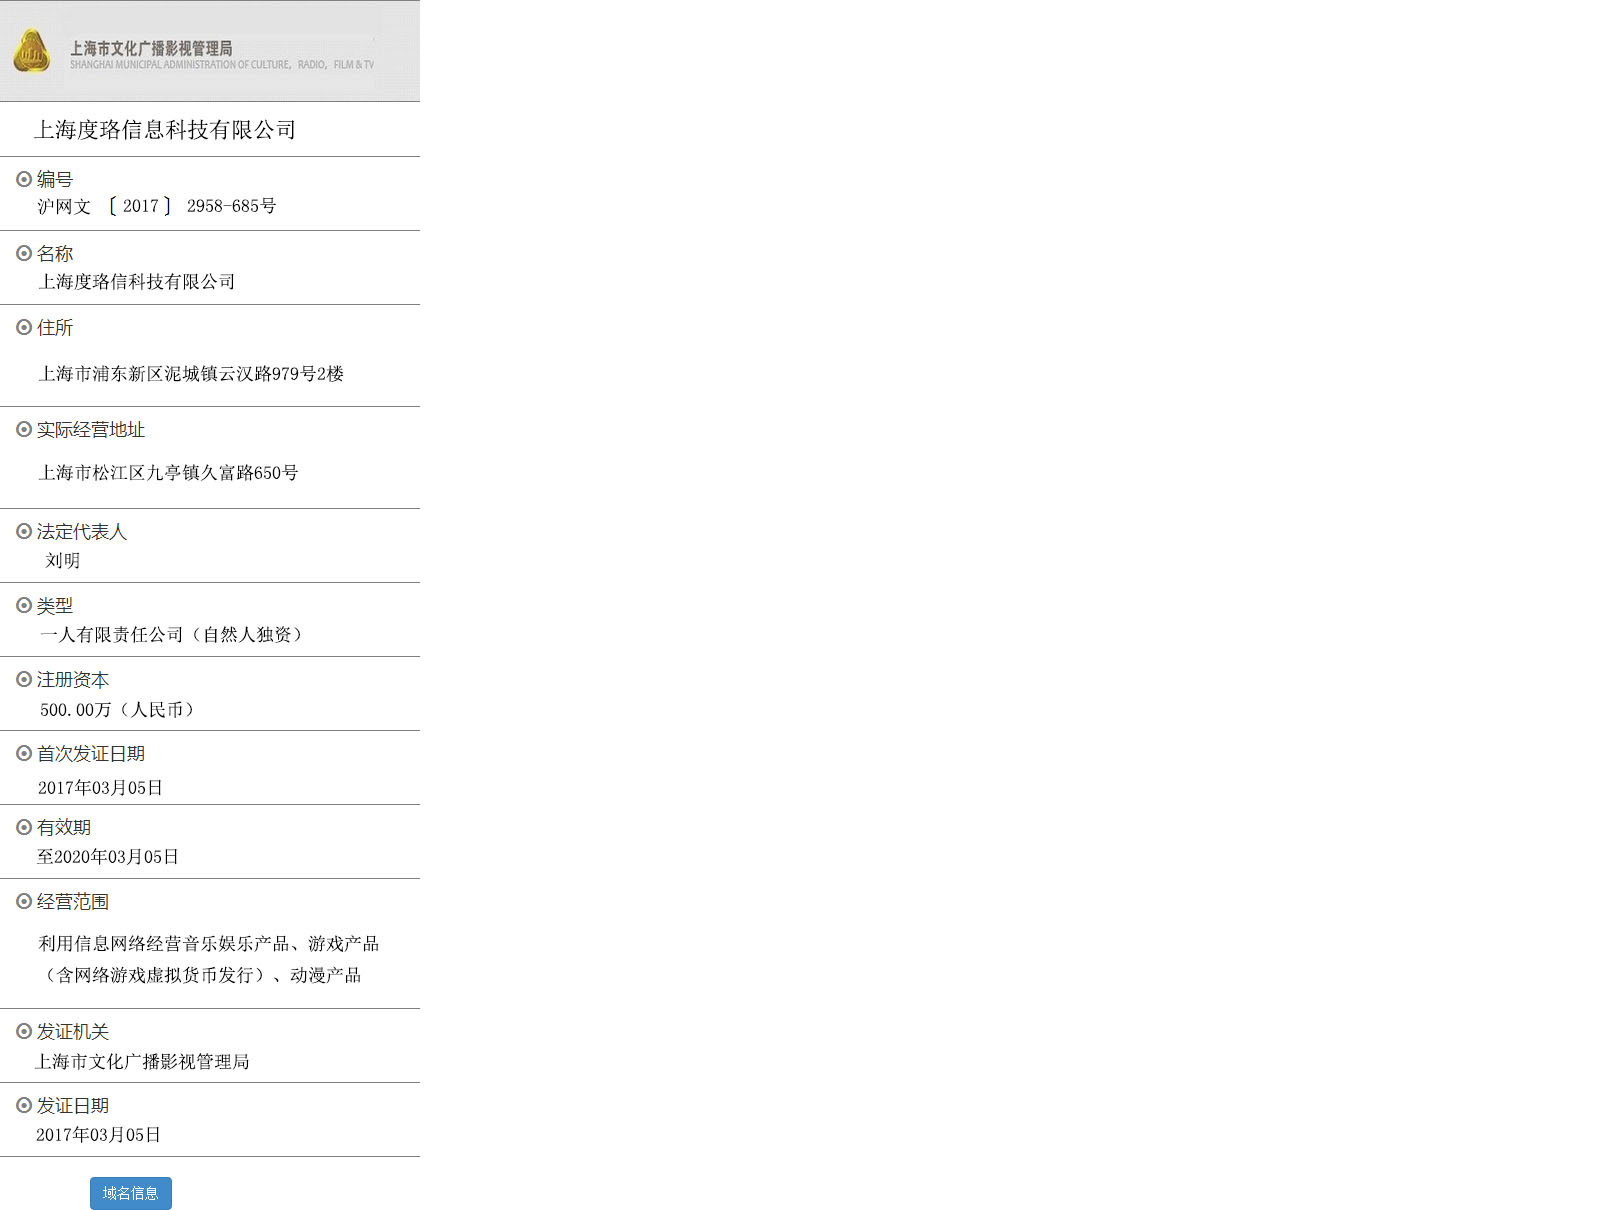 上海市文化广播影视管理局
SHANGHAI MUNICIPAL ADMINISTRATION OF CULTURE, RADIO, FILM & TV
上海度珞信息科技有限公司
编号
沪网文 〔 2017 〕 2958-685号
名称
上海度珞信科技有限公司
住所
上海市浦东新区泥城镇云汉路979号2楼
实际经营地址
上海市松江区九亭镇久富路650号
法定代表人
刘明
类型
一人有限责任公司（自然人独资）
注册资本
500.00万（人民币）
首次发证日期
2017年03月05日
有效期
至2020年03月05日
经营范围
利用信息网络经营音乐娱乐产品、游戏产品
（含网络游戏虚拟货币发行）、动漫产品
发证机关
上海市文化广播影视管理局
发证日期
2017年03月05日
域名信息